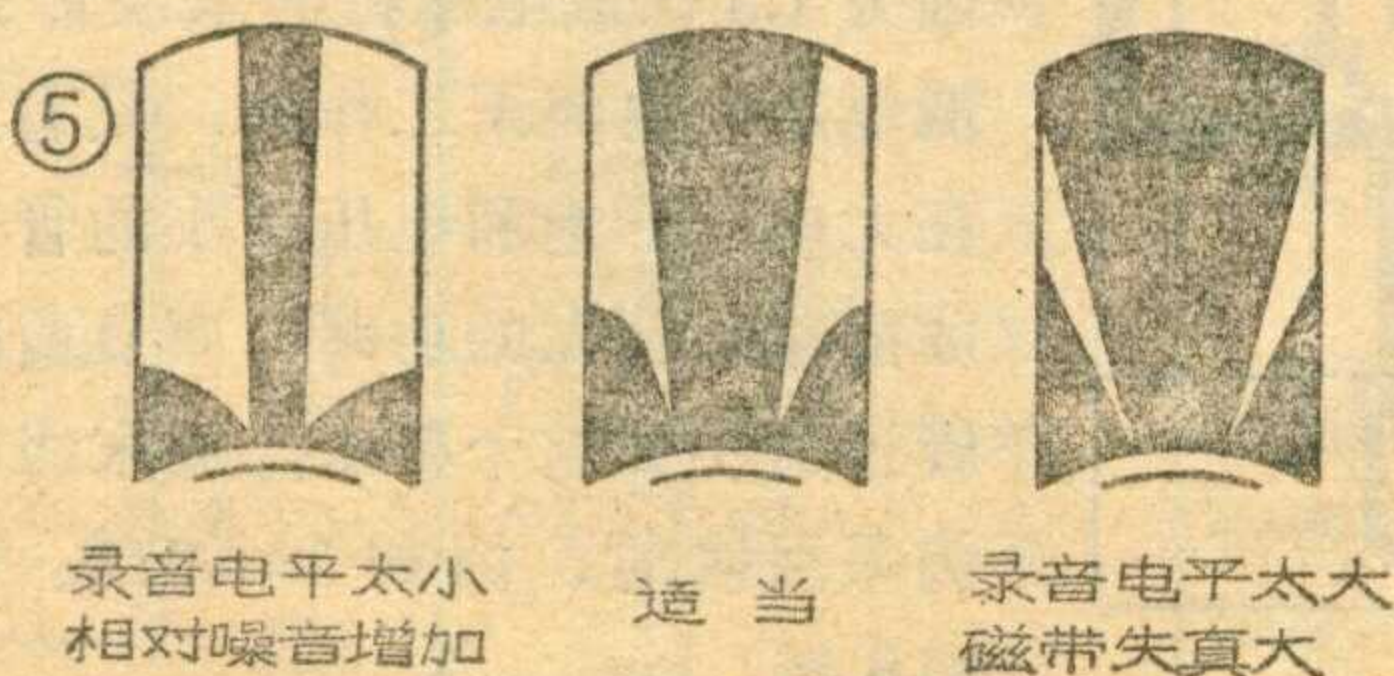 ⑤
录音电平太小
相对噪音增加
适当
录音电平太大
磁带失真大